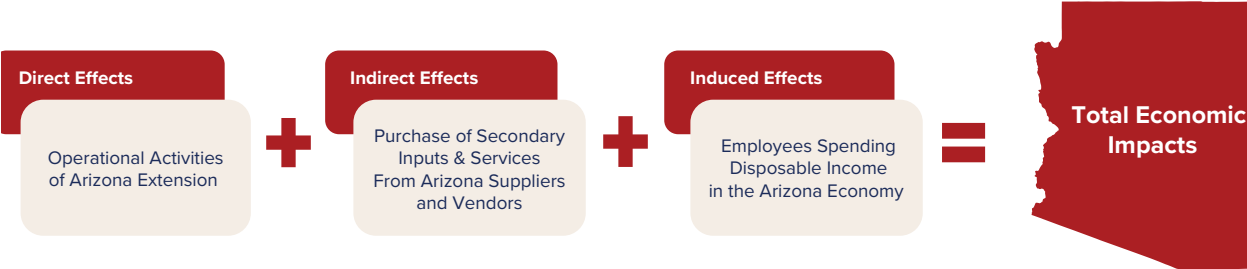 Direct Effects
Operational Activities
of Arizona Extension
Indirect Effects
Purchase of Secondary
Inputs & Services
From Arizona Suppliers
and Vendors
Induced Effects
Employees Spending
Disposable Income
in the Arizona Economy
Total Economic
Impacts